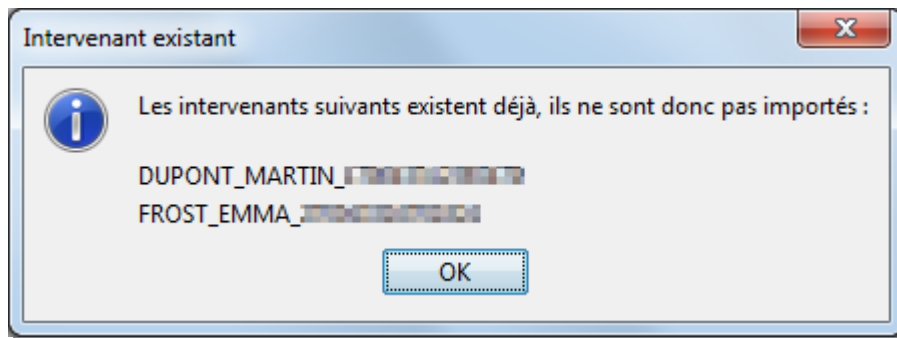 Intervenant existant
Les intervenants suivants existent déjà, ils ne sont donc pas importés :
DUPONT_MARTIN_
FROST_EMMA_
OK